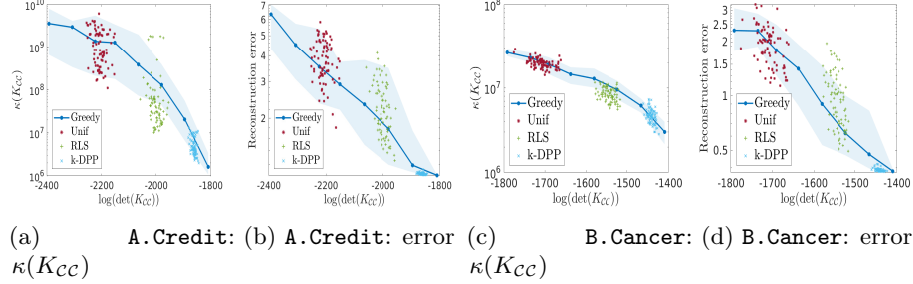 κ(K_CC)
10^10
10^9
10^8
10^7
10^6
Greedy
Unif
RLS
k-DPP
-2400
-2200
-2000
-1800
log(det(K_CC))
Reconstruction error
7
5
4
3
2
Greedy
Unif
RLS
k-DPP
-2400
-2200
-2000
-1800
log(det(K_CC))
κ(K_CC)
10^8
10^7
10^6
Greedy
Unif
RLS
k-DPP
-1800
-1700
-1600
-1500
-1400
log(det(K_CC))
Reconstruction error
3
2.5
2
1.5
1
0.5
Greedy
Unif
RLS
k-DPP
-1800
-1700
-1600
-1500
-1400
log(det(K_CC))
(a) A.Credit: κ(K_CC)
(b) A.Credit: error
(c) B.Cancer: κ(K_CC)
(d) B.Cancer: error